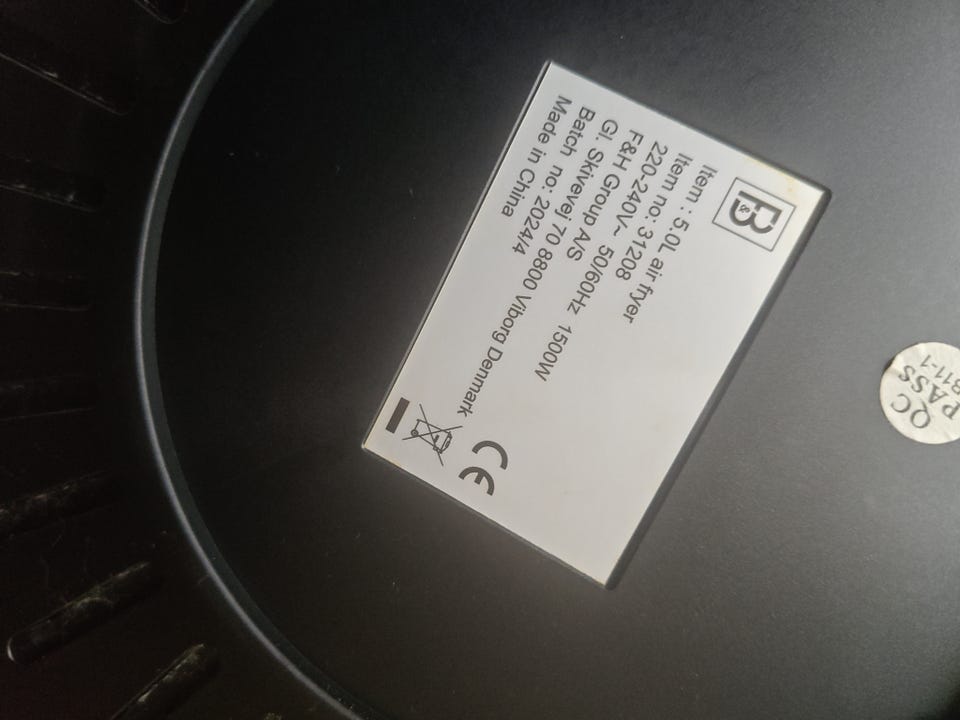 B&
Item : 5.0L air fryer
Item no: 31208
220-240V~ 50/60Hz 1500W
F&H Group A/S
Gl. Skivevej 70 8800 Viborg Denmark
Batch no: 2024/4
Made in China
CE
QC
PASS